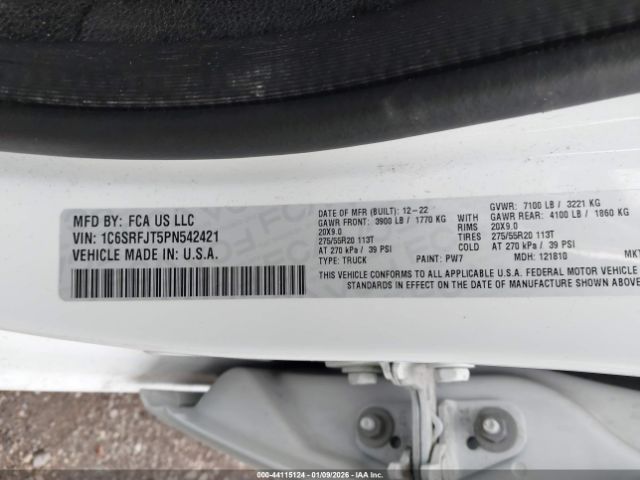 MFD BY: FCA US LLC
VIN: 1C6SRFJT5PN542421
VEHICLE MADE IN: U.S.A.
DATE OF MFR (BUILT): 12-22
GVWR: 7100 LB / 3221 KG
GAWR FRONT: 3900 LB / 1770 KG
GAWR REAR: 4100 LB / 1860 KG
20X9.0 RIMS 20X9.0
275/55R20 113T TIRES 275/55R20 113T
AT 270 kPa / 39 PSI COLD AT 270 kPa / 39 PSI
TYPE: TRUCK PAINT: PW7 MDH: 121810
THIS VEHICLE CONFORMS TO ALL APPLICABLE U.S.A. FEDERAL MOTOR VEHICLE
STANDARDS IN EFFECT ON THE DATE OF MANUFACTURE SHOWN ABOVE
000-44115124 | 01/09/2026 - Copart, Inc.